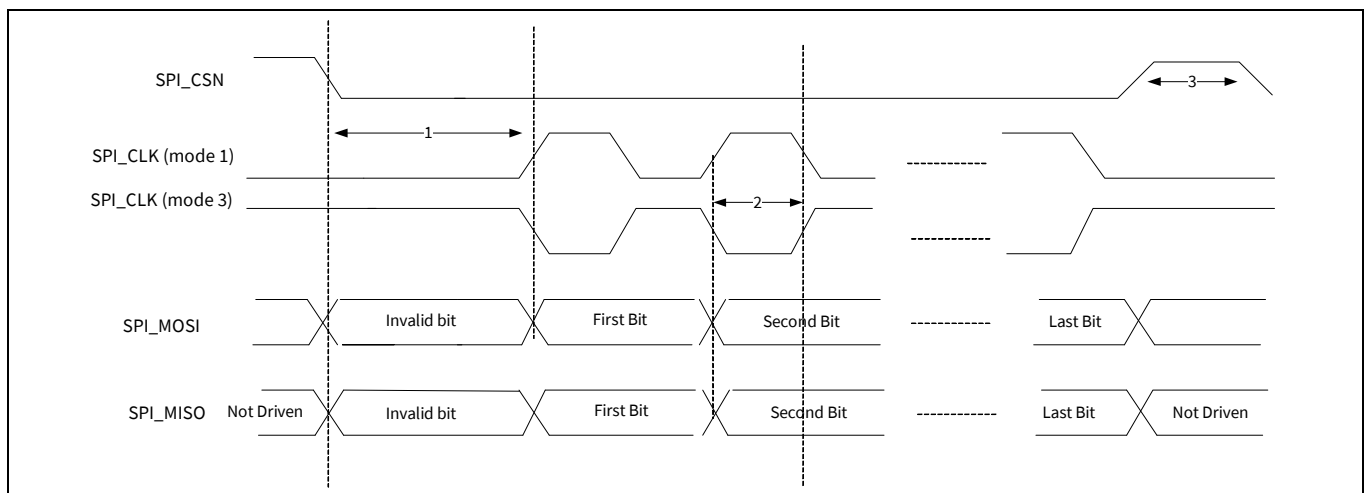 SPI_CSN
3
1
SPI_CLK (mode 1)
SPI_CLK (mode 3)
2
SPI_MOSI Invalid bit First Bit Second Bit Last Bit
SPI_MISO Not Driven Invalid bit First Bit Second Bit Last Bit Not Driven